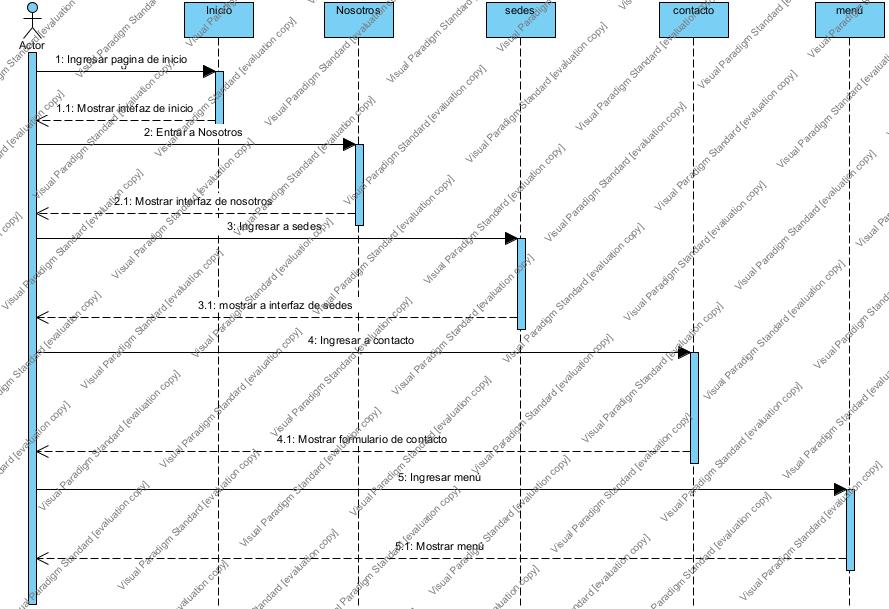 Inicio
Nosotros
sedes
contacto
menú
Actor
1: Ingresar pagina de inicio
1.1: Mostrar intefaz de inicio
2: Entrar a Nosotros
2.1: Mostrar interfaz de nosotros
3: Ingresar a sedes
3.1: mostrar a interfaz de sedes
4: Ingresar a contacto
4.1: Mostrar formulario de contacto
5: Ingresar menú
5.1: Mostrar menú
Visual Paradigm Standard [evaluation copy]